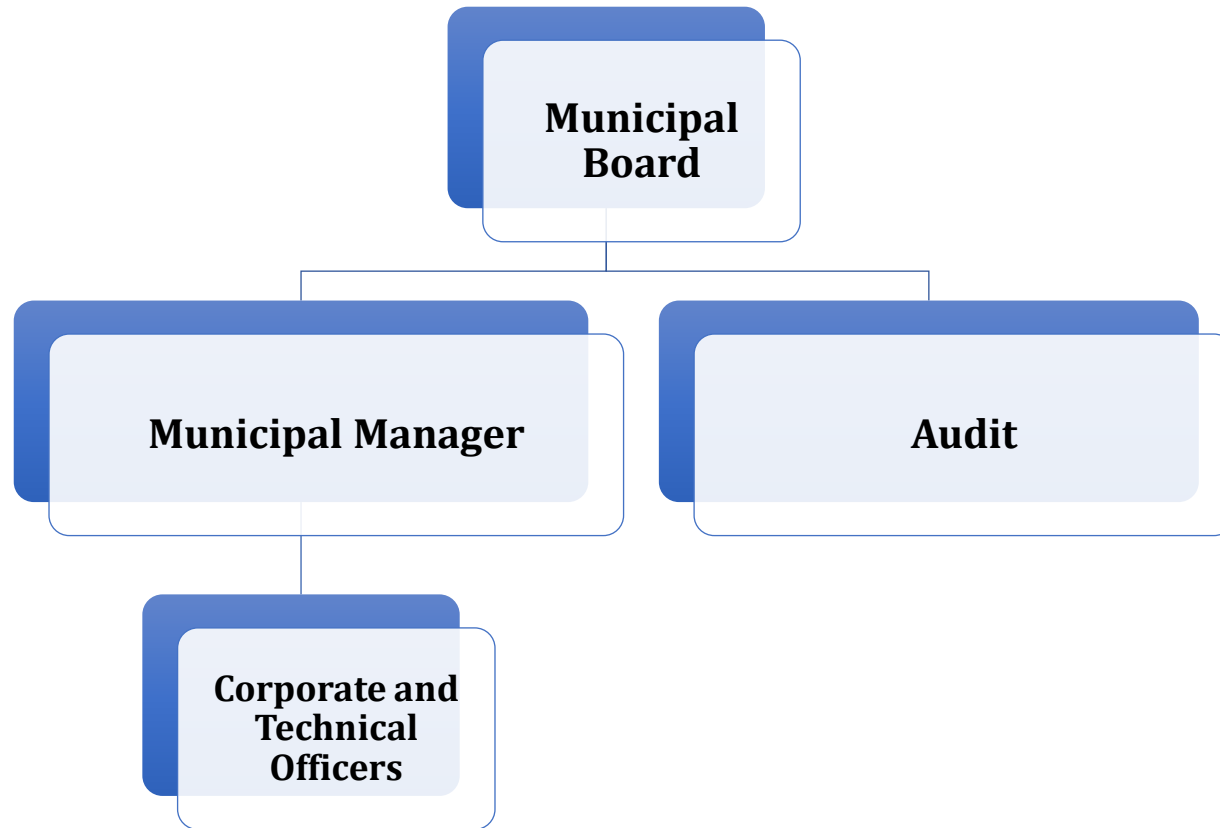 Municipal
Board
Municipal Manager
Audit
Corporate and
Technical
Officers